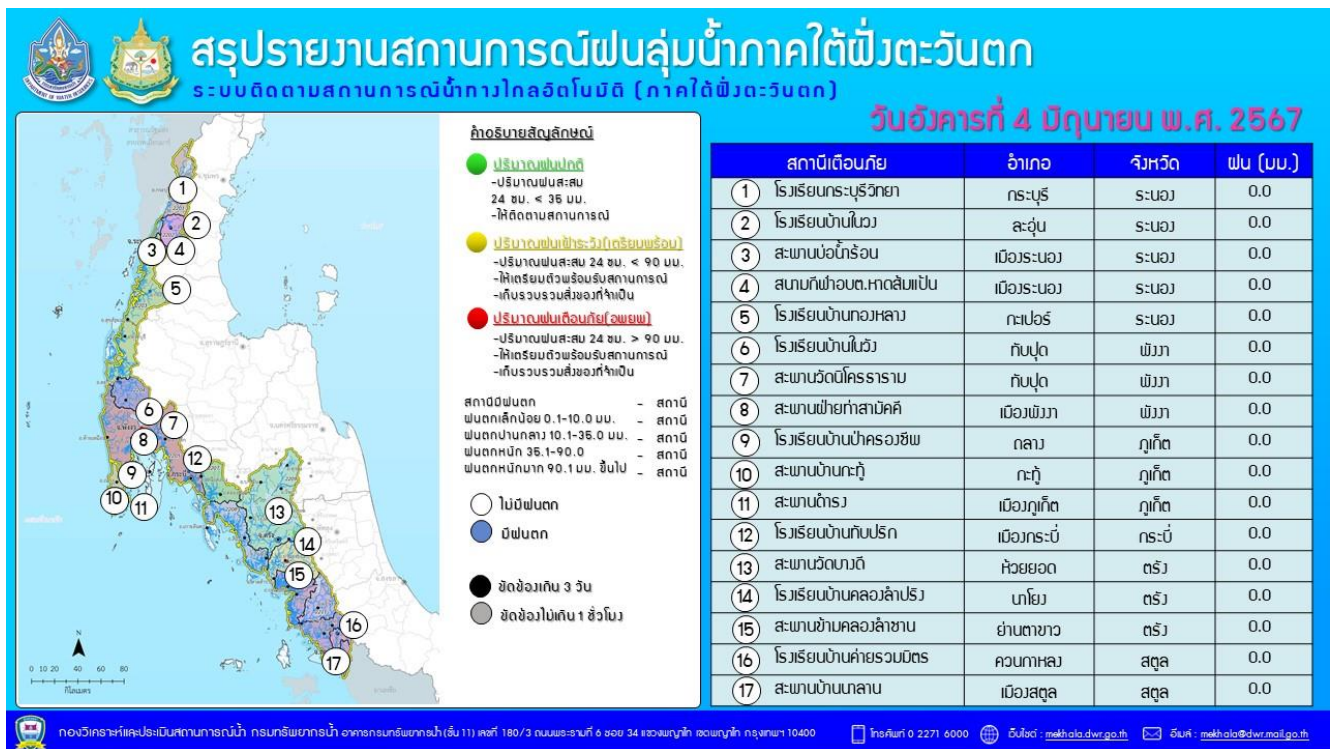 สรุปรายงานสถานการณ์ฝนลุ่มน้ำภาคใต้ฝั่งตะวันตก
ระบบติดตามสถานการณ์น้ำทางไกลอัตโนมัติ (ภาคใต้ฝั่งตะวันตก)
วันอังคารที่ 4 มิถุนายน พ.ศ. 2567
1
2
3 4
5
6
7
8
9
12
10 11
13
14
15
16
17
N
0 10 20 40 60 80
กิโลเมตร
คำอธิบายสัญลักษณ์
ปริมาณฝนปกติ
-ปริมาณฝนสะสม
24 ชม. < 35 มม.
-ให้ติดตามสถานการณ์
ปริมาณฝนเฝ้าระวัง(เตรียมพร้อม)
-ปริมาณฝนสะสม 24 ชม. < 90 มม.
-ให้เตรียมตัวพร้อมรับสถานการณ์
-เก็บรวบรวมสิ่งของที่จำเป็น
ปริมาณฝนเตือนภัย(อพยพ)
-ปริมาณฝนสะสม 24 ชม. > 90 มม.
-ให้เตรียมตัวพร้อมรับสถานการณ์
-เก็บรวบรวมสิ่งของที่จำเป็น
สถานีมีฝนตก - สถานี
ฝนตกเล็กน้อย 0.1-10.0 มม. - สถานี
ฝนตกปานกลาง 10.1-35.0 มม. - สถานี
ฝนตกหนัก 35.1-90.0 - สถานี
ฝนตกหนักมาก 90.1 มม. ขึ้นไป - สถานี
ไม่มีฝนตก
มีฝนตก
ขัดข้องเกิน 3 วัน
ขัดข้องไม่เกิน 1 ชั่วโมง
สถานีเตือนภัย อำเภอ จังหวัด ฝน (มม.)
1 โรงเรียนกระบุรีวิทยา กระบุรี ระนอง 0.0
2 โรงเรียนบ้านในวง ละอุ่น ระนอง 0.0
3 สะพานบ่อน้ำร้อน เมืองระนอง ระนอง 0.0
4 สนามกีฬาอบต.หาดส้มแป้น เมืองระนอง ระนอง 0.0
5 โรงเรียนบ้านทองหลาง กะเปอร์ ระนอง 0.0
6 โรงเรียนบ้านในวัง ทับปุด พังงา 0.0
7 สะพานวัดนิโครธาราม ทับปุด พังงา 0.0
8 สะพานฝ่ายท่าสามัคคี เมืองพังงา พังงา 0.0
9 โรงเรียนบ้านป่าครองชีพ ถลาง ภูเก็ต 0.0
10 สะพานบ้านกะทู้ กะทู้ ภูเก็ต 0.0
11 สะพานดำรง เมืองภูเก็ต ภูเก็ต 0.0
12 โรงเรียนบ้านทับปริก เมืองกระบี่ กระบี่ 0.0
13 สะพานวัดบางดี ห้วยยอด ตรัง 0.0
14 โรงเรียนบ้านคลองลำปริง นาโยง ตรัง 0.0
15 สะพานข้ามคลองลำชาน ย่านตาขาว ตรัง 0.0
16 โรงเรียนบ้านค่ายรวมมิตร ควนกาหลง สตูล 0.0
17 สะพานบ้านนาลาน เมืองสตูล สตูล 0.0
กองวิเคราะห์และประเมินสถานการณ์น้ำ กรมทรัพยากรน้ำ อาคารกรมทรัพยากรน้ำ (ชั้น 11) เลขที่ 180/3 ถนนพระรามที่ 6 ซอย 34 แขวงพญาไท เขตพญาไท กรุงเทพฯ 10400 โทรศัพท์ 0 2271 6000 เว็บไซต์ : mekhala.dwr.go.th อีเมล์ : mekhala@dwr.mail.go.th